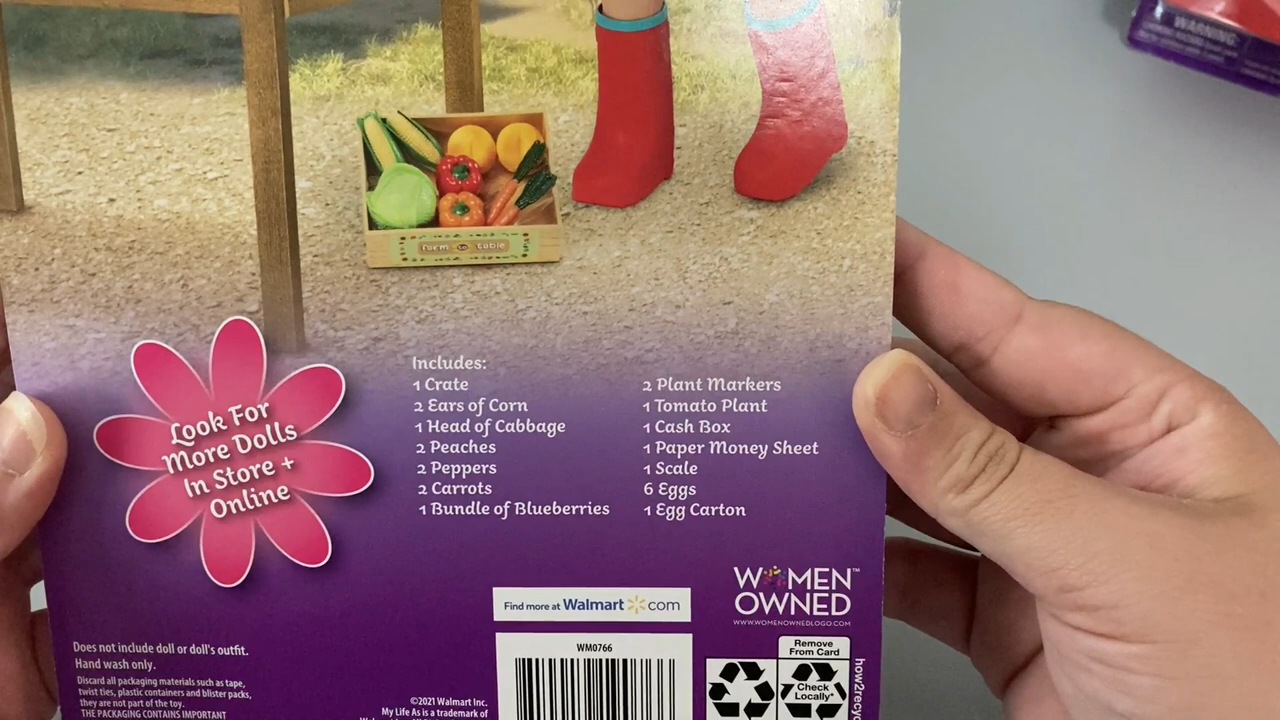 WARNING:
farm to table
Look For
More Dolls
In Store +
Online
Includes:
1 Crate
2 Ears of Corn
1 Head of Cabbage
2 Peaches
2 Peppers
2 Carrots
1 Bundle of Blueberries
2 Plant Markers
1 Tomato Plant
1 Cash Box
1 Paper Money Sheet
1 Scale
6 Eggs
1 Egg Carton
WOMEN™
OWNED
WWW.WOMENOWNEDLOGO.COM
Find more at Walmart com
Does not include doll or doll's outfit.
Hand wash only.
Discard all packaging materials such as tape,
twist ties, plastic containers and blister packs,
they are not part of the toy.
THE PACKAGING CONTAINS IMPORTANT
©2021 Walmart Inc.
My Life As is a trademark of
WM0766
Remove
From Card
Check
Locally*